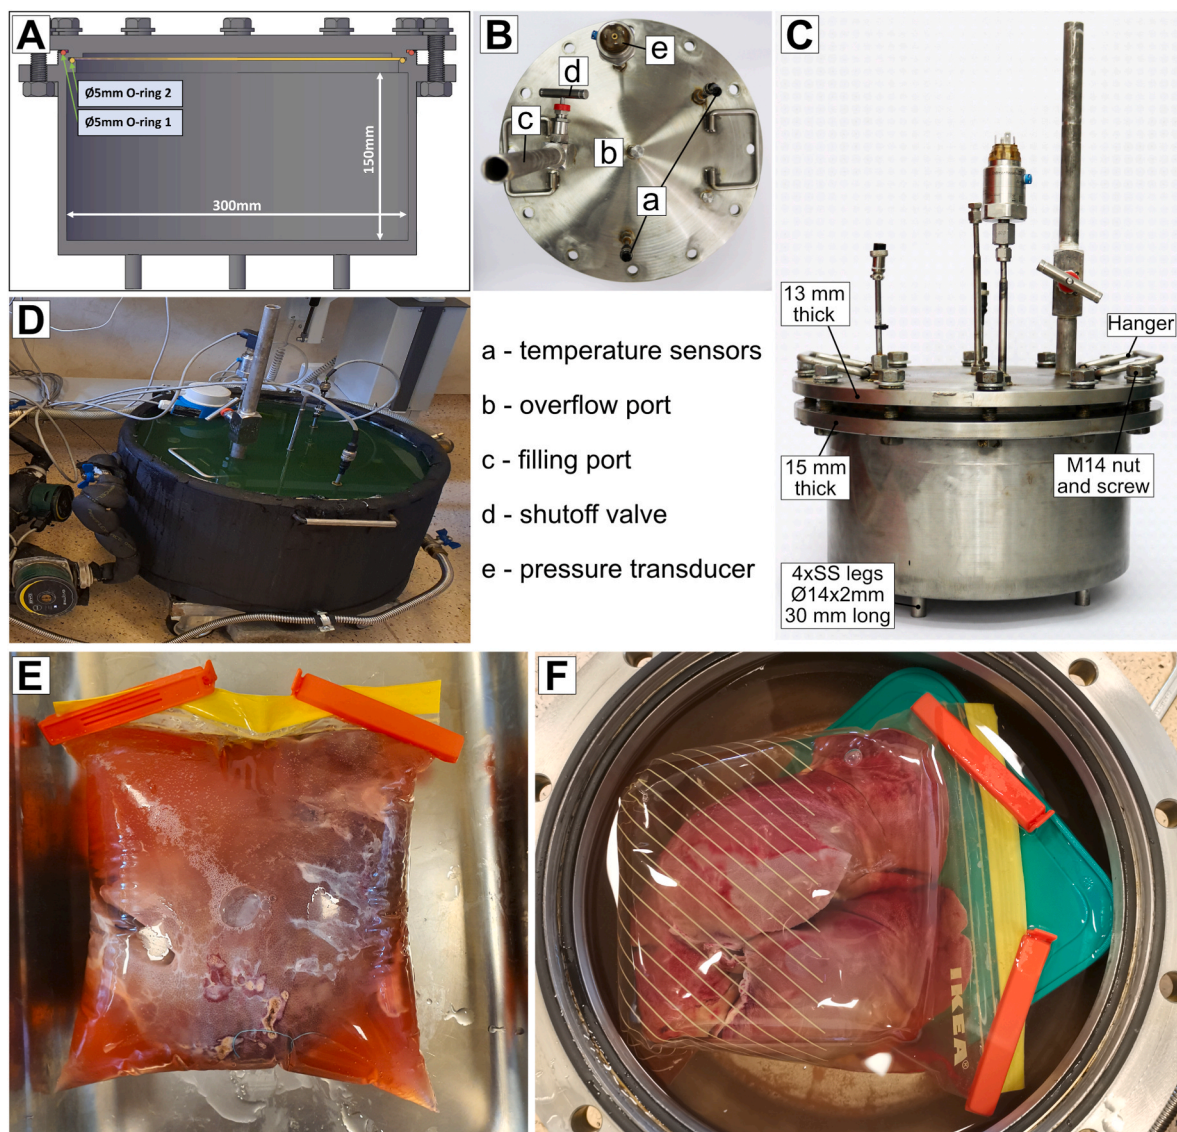 A
Ø5mm O-ring 2
Ø5mm O-ring 1
150mm
300mm
B
e
d
c
b
a
C
13 mm
thick
Hanger
15 mm
thick
M14 nut
and screw
4xSS legs
Ø14x2mm
30 mm long
D
a - temperature sensors
b - overflow port
c - filling port
d - shutoff valve
e - pressure transducer
E
F
IKEA®